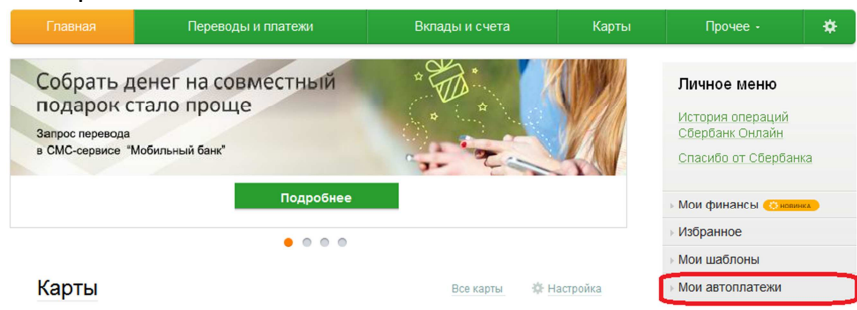 Главная
Переводы и платежи
Вклады и счета
Карты
Прочее
Собрать денег на совместный
подарок стало проще
Запрос перевода
в СМС-сервисе "Мобильный банк"
Подробнее
Карты
Все карты
Настройка
Личное меню
История операций
Сбербанк Онлайн
Спасибо от Сбербанка
Мои финансы
НОВИНКА
Избранное
Мои шаблоны
Мои автоплатежи